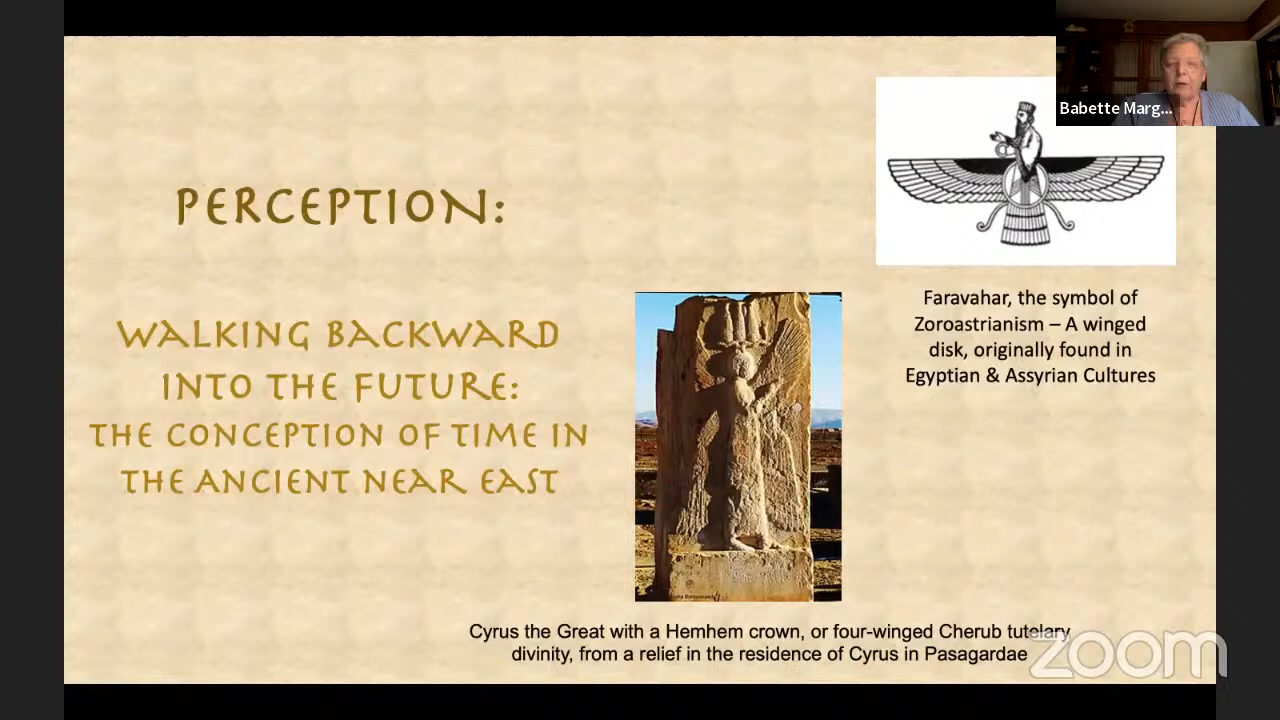 Babette Marg...
PERCEPTION:
WALKING BACKWARD
INTO THE FUTURE:
THE CONCEPTION OF TIME IN
THE ANCIENT NEAR EAST
Faravahar, the symbol of
Zoroastrianism – A winged
disk, originally found in
Egyptian & Assyrian Cultures
Cyrus the Great with a Hemhem crown, or four-winged Cherub tutelary
divinity, from a relief in the residence of Cyrus in Pasagardae
zoom